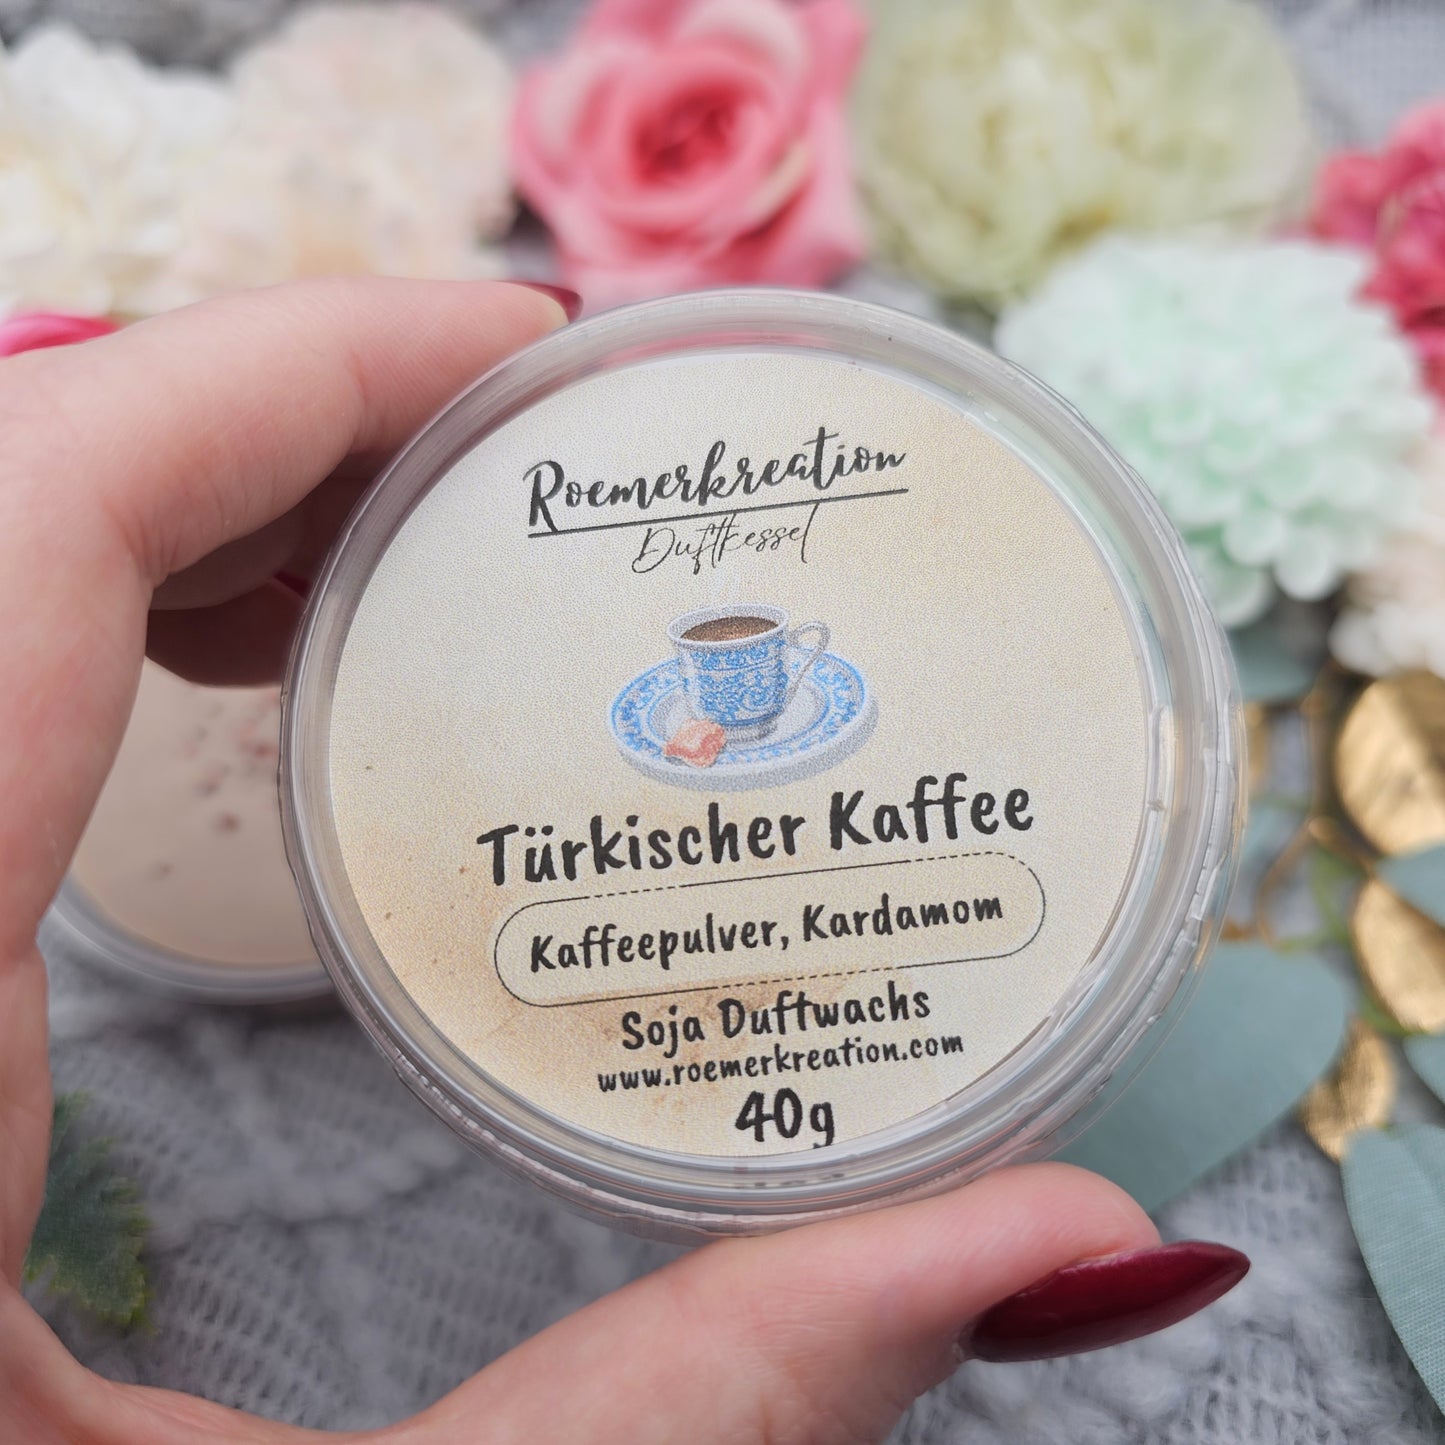 Roemerkreation
Duftkessel
Türkischer Kaffee
Kaffeepulver, Kardamom
Soja Duftwachs
www.roemerkreation.com
40g